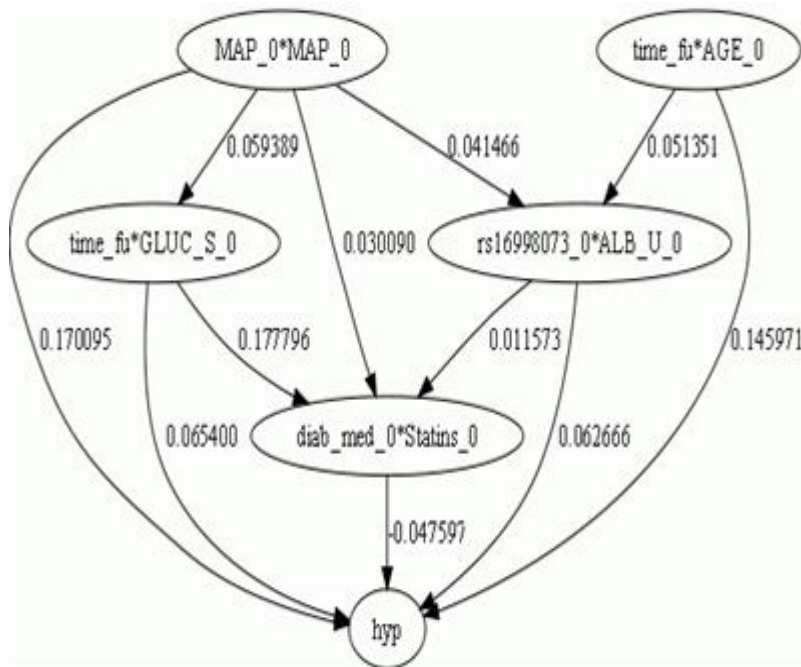 MAP_0*MAP_0
time_fu*AGE_0
0.059389
0.041466
0.051351
time_fu*GLUC_S_0
0.030090
rs16998073_0*ALB_U_0
0.170095
0.177796
0.011573
0.145971
0.065400
diab_med_0*Statins_0
0.062666
-0.047597
hyp